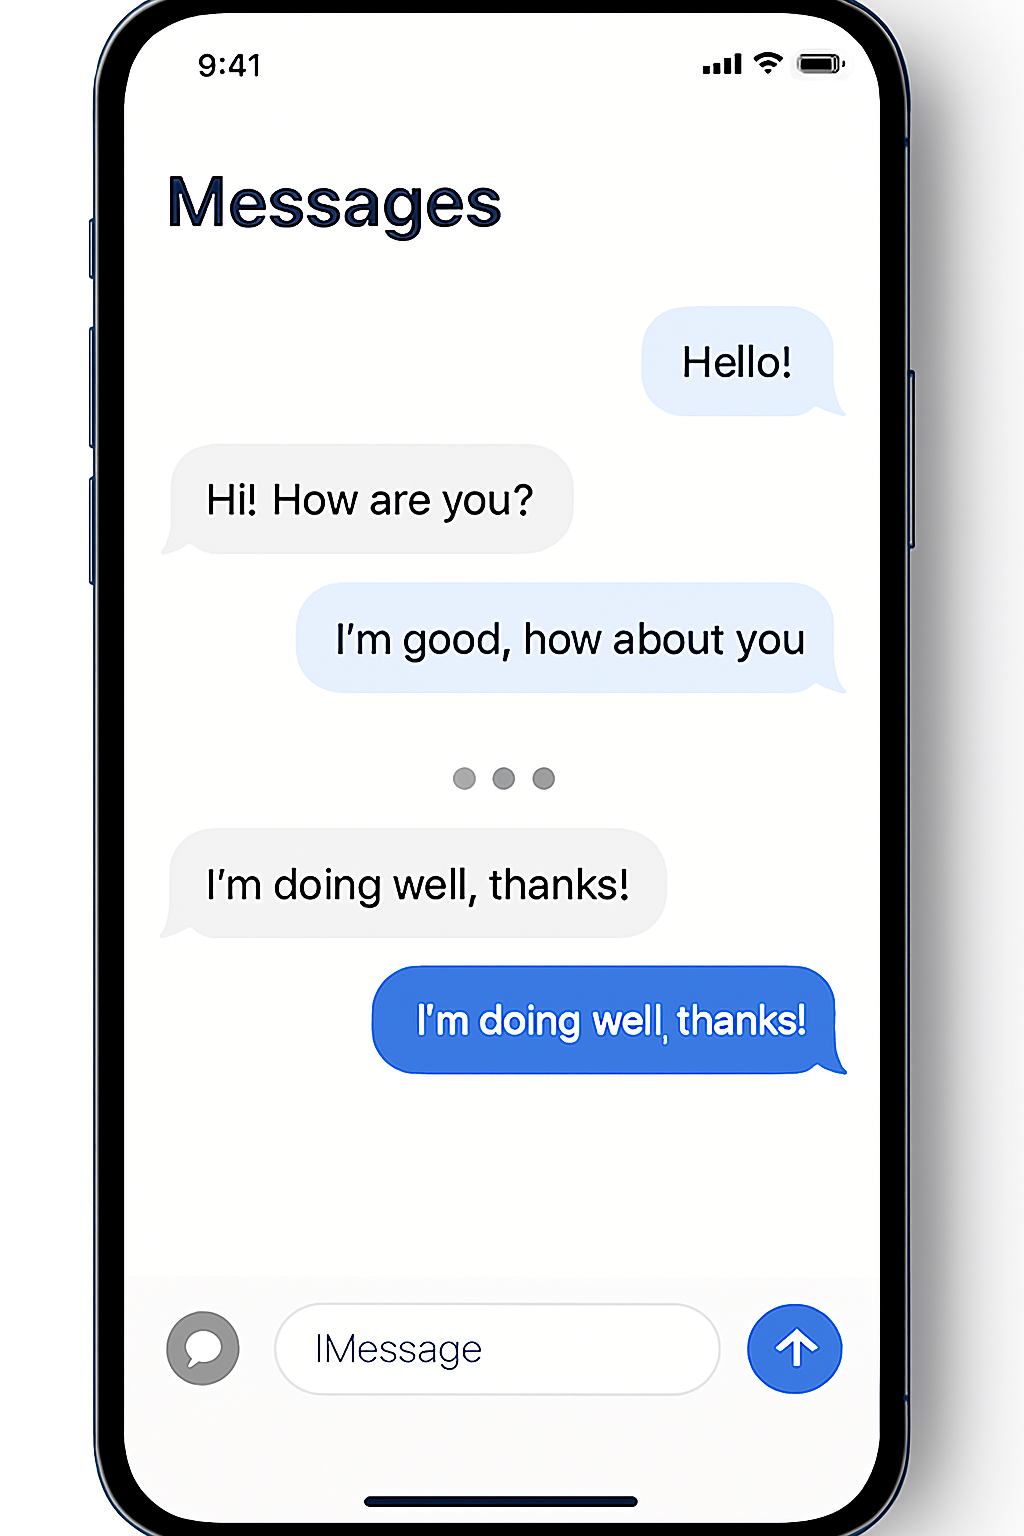 9:41
Messages
Hello!
Hi! How are you?
I’m good, how about you
I’m doing well, thanks!
I’m doing well, thanks!
IMessage